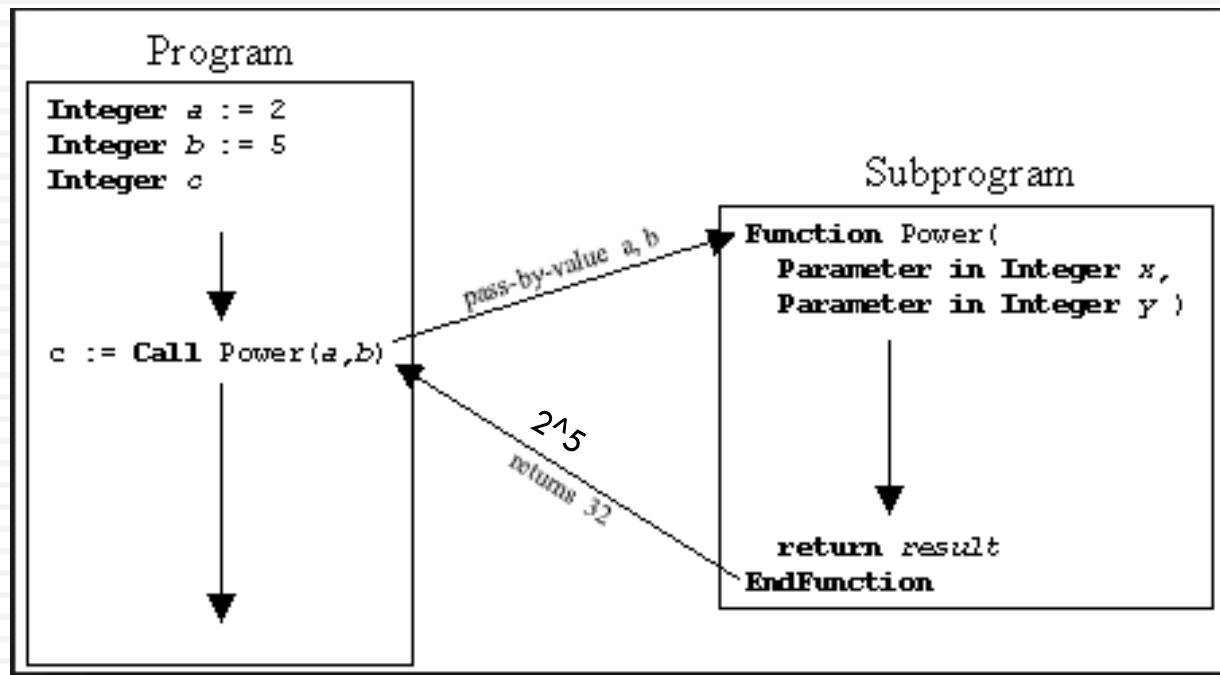 Program
Integer a := 2
Integer b := 5
Integer c
c := Call Power(a,b)
pass-by-value a, b
2^5
returns 32
Subprogram
Function Power(
Parameter in Integer x,
Parameter in Integer y )
return result
EndFunction